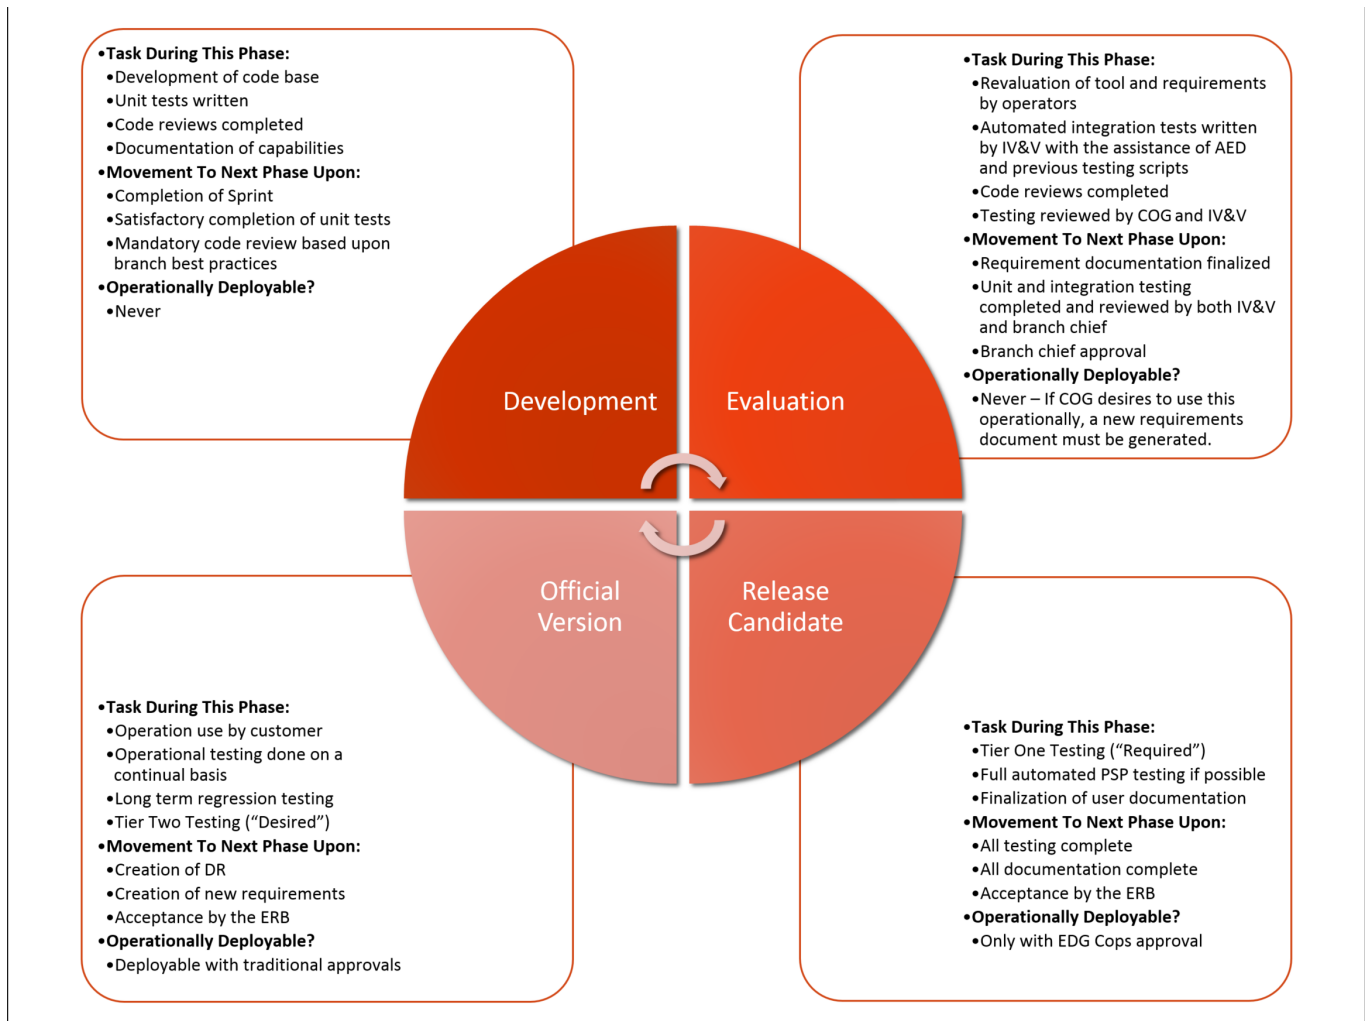 •Task During This Phase:
•Development of code base
•Unit tests written
•Code reviews completed
•Documentation of capabilities
•Movement To Next Phase Upon:
•Completion of Sprint
•Satisfactory completion of unit tests
•Mandatory code review based upon
branch best practices
•Operationally Deployable?
•Never
•Task During This Phase:
•Revaluation of tool and requirements
by operators
•Automated integration tests written
by IV&V with the assistance of AED
and previous testing scripts
•Code reviews completed
•Testing reviewed by COG and IV&V
•Movement To Next Phase Upon:
•Requirement documentation finalized
•Unit and integration testing
completed and reviewed by both IV&V
and branch chief
•Branch chief approval
•Operationally Deployable?
•Never – If COG desires to use this
operationally, a new requirements
document must be generated.
Development
Evaluation
Official
Version
Release
Candidate
•Task During This Phase:
•Operation use by customer
•Operational testing done on a
continual basis
•Long term regression testing
•Tier Two Testing (“Desired”)
•Movement To Next Phase Upon:
•Creation of DR
•Creation of new requirements
•Acceptance by the ERB
•Operationally Deployable?
•Deployable with traditional approvals
•Task During This Phase:
•Tier One Testing (“Required”)
•Full automated PSP testing if possible
•Finalization of user documentation
•Movement To Next Phase Upon:
•All testing complete
•All documentation complete
•Acceptance by the ERB
•Operationally Deployable?
•Only with EDG Cops approval